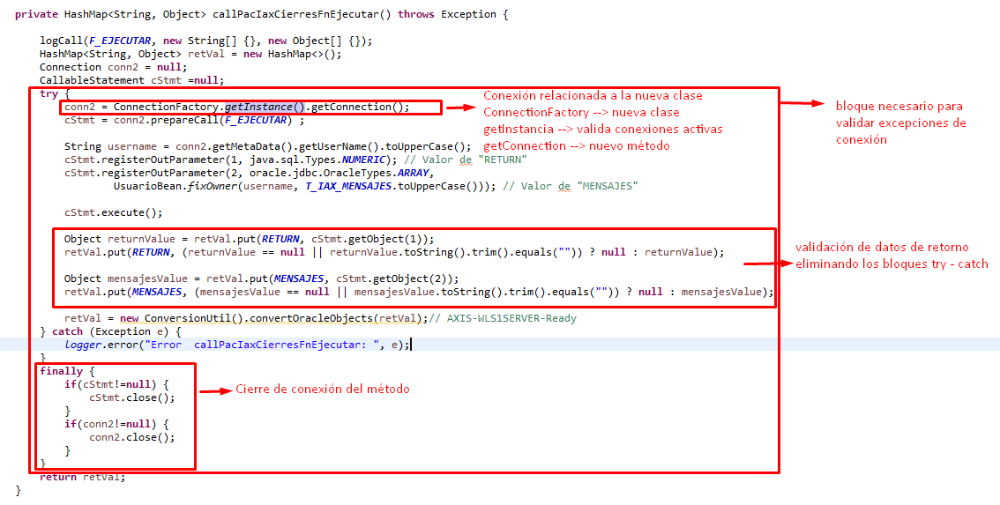 private HashMap<String, Object> callPacIaxCierresFnEjecutar() throws Exception {
logCall(F_EJECUTAR, new String[] {}, new Object[] {});
HashMap<String, Object> retVal = new HashMap<>();
Connection conn2 = null;
CallableStatement cStmt =null;
try {
conn2 = ConnectionFactory.getInstance().getConnection();
cStmt = conn2.prepareCall(F_EJECUTAR) ;
Conexión relacionada a la nueva clase
ConnectionFactory --> nueva clase
getInstancia --> valida conexiones activas
getConnection --> nuevo método
bloque necesario para
validar excepciones de
conexión
String username = conn2.getMetaData().getUserName().toUpperCase();
cStmt.registerOutParameter(1, java.sql.Types.NUMERIC); // Valor de "RETURN"
cStmt.registerOutParameter(2, oracle.jdbc.OracleTypes.ARRAY,
UsuarioBean.fixOwner(username, T_IAX_MENSAJES.toUpperCase())); // Valor de "MENSAJES"
cStmt.execute();
Object returnValue = retVal.put(RETURN, cStmt.getObject(1));
retVal.put(RETURN, (returnValue == null || returnValue.toString().trim().equals("")) ? null : returnValue);
Object mensajesValue = retVal.put(MENSAJES, cStmt.getObject(2));
retVal.put(MENSAJES, (mensajesValue == null || mensajesValue.toString().trim().equals("")) ? null : mensajesValue);
validación de datos de retorno
eliminando los bloques try - catch
retVal = new ConversionUtil().convertOracleObjects(retVal);// AXIS-WLS1SERVER-Ready
} catch (Exception e) {
logger.error("Error  callPacIaxCierresFnEjecutar: ", e);
}
finally {
if(cStmt!=null) {
cStmt.close();
}
if(conn2!=null) {
conn2.close();
}
}
Cierre de conexión del método
return retVal;
}